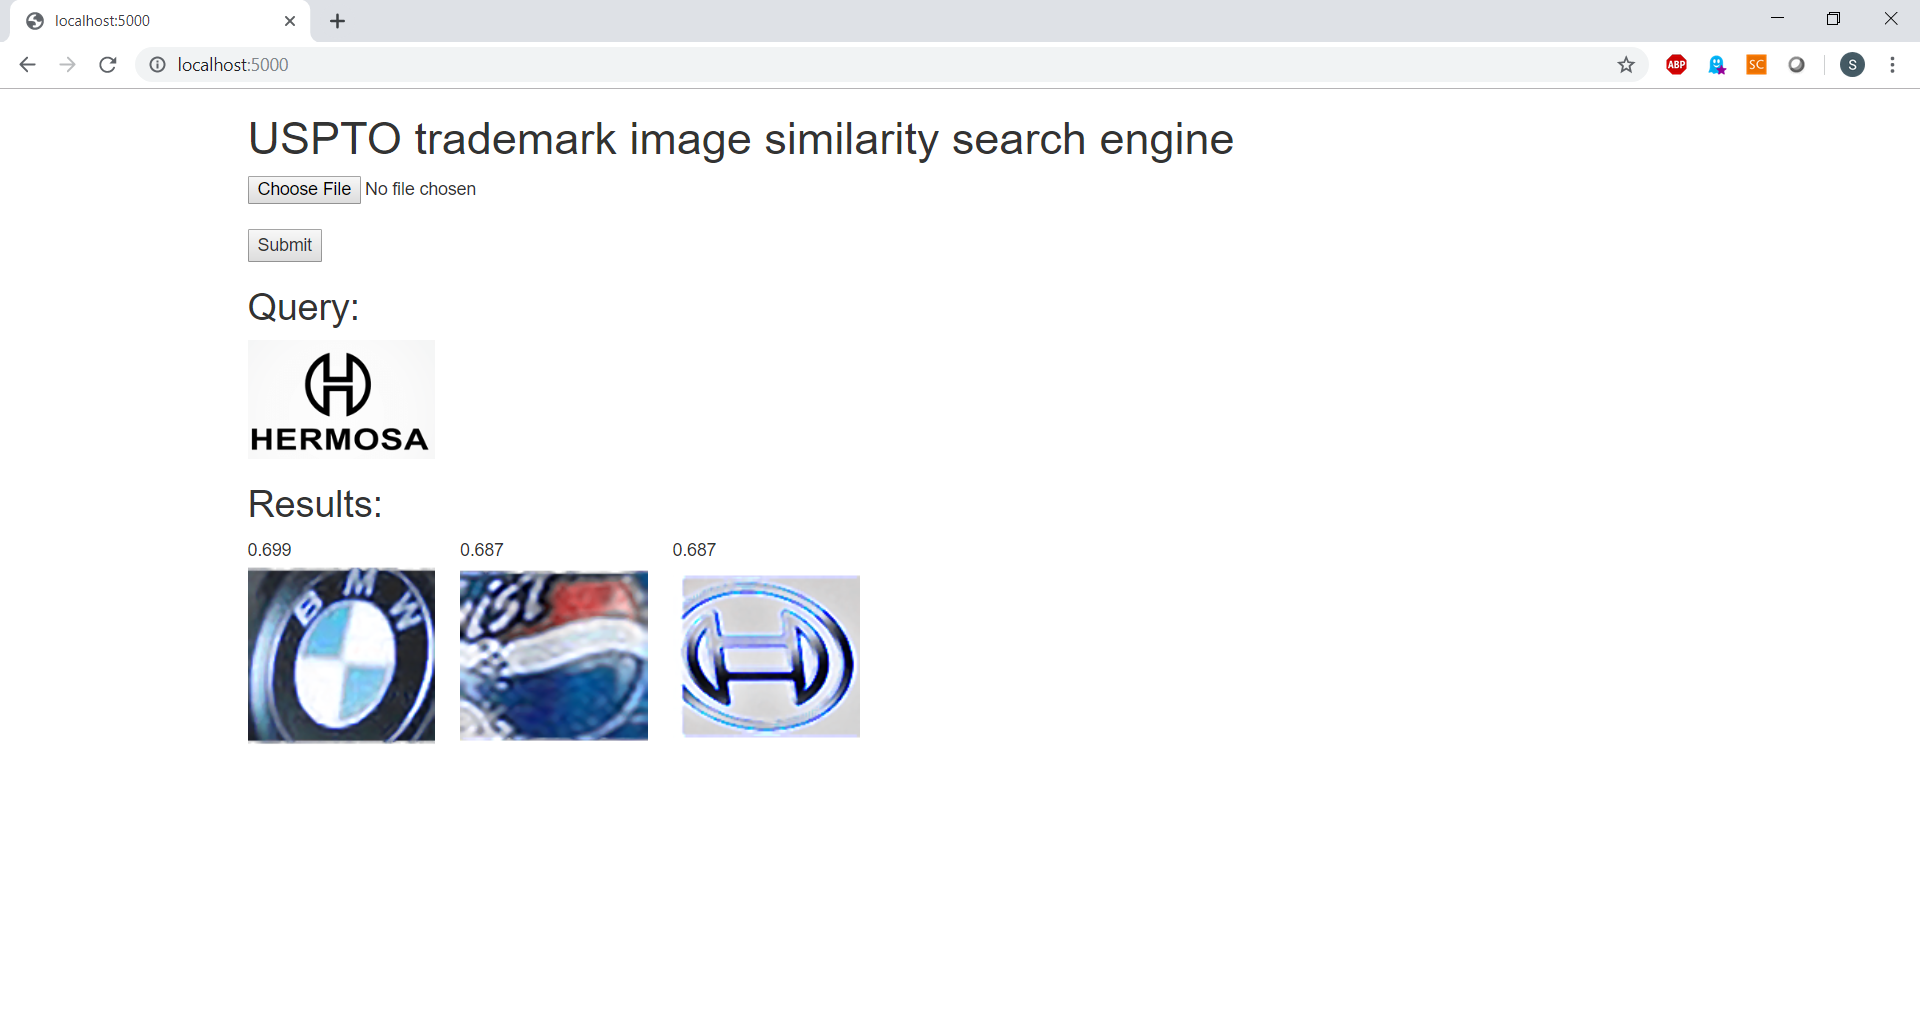 localhost:5000
localhost:5000
ABP
SC
S
USPTO trademark image similarity search engine
Choose File No file chosen
Submit
Query:
H
HERMOSA
Results:
0.699 0.687 0.687
BMW